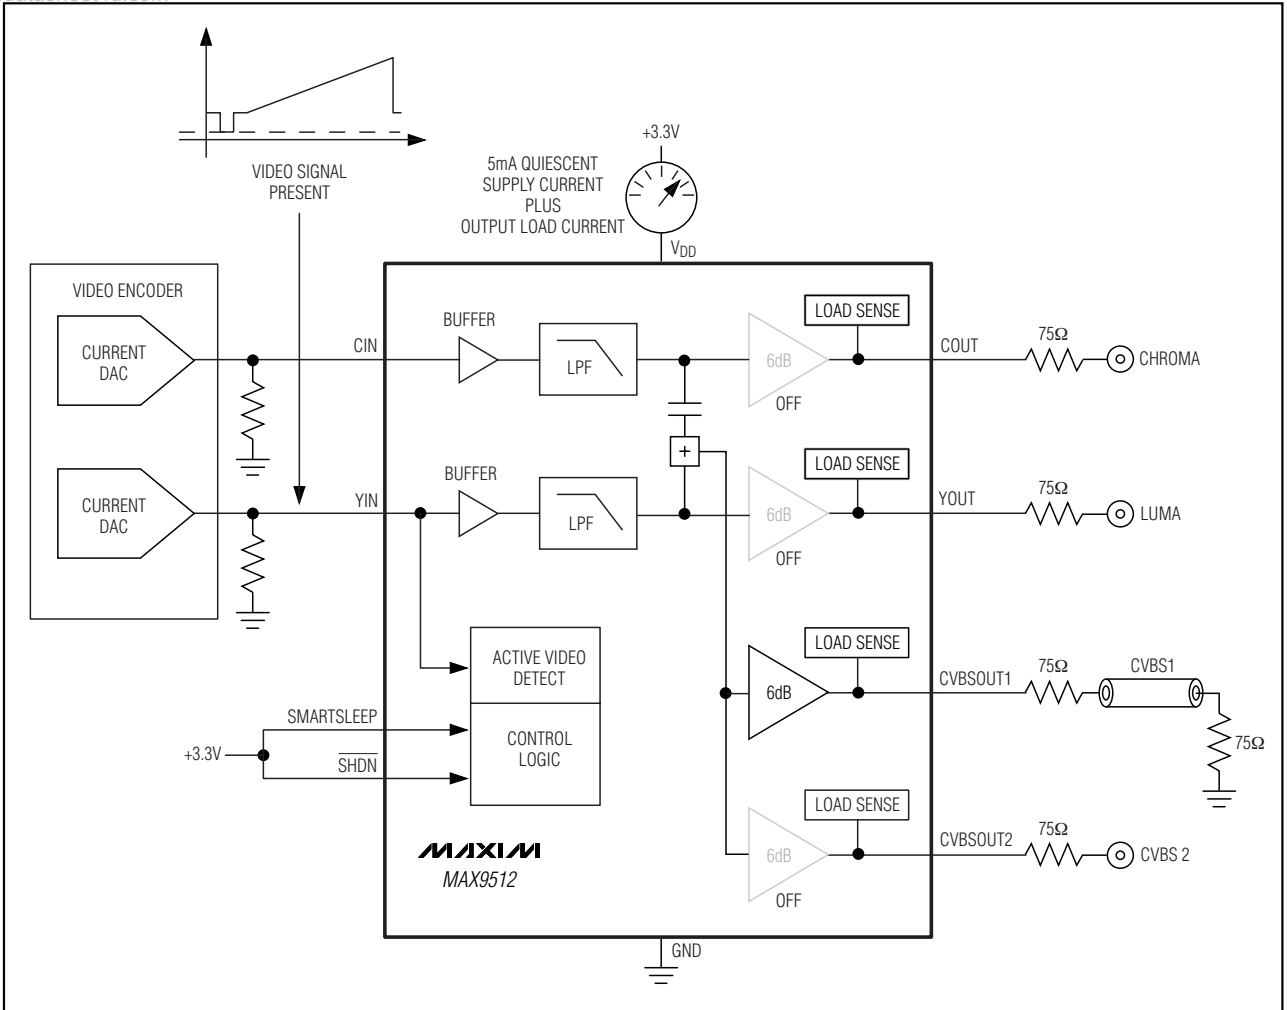 +3.3V
5mA QUIESCENT
SUPPLY CURRENT
PLUS
OUTPUT LOAD CURRENT
VIDEO SIGNAL
PRESENT
VDD
VIDEO ENCODER
CURRENT
DAC
CIN
BUFFER
LPF
6dB
OFF
LOAD SENSE
COUT
75Ω
CHROMA
+
CURRENT
DAC
YIN
BUFFER
LPF
6dB
OFF
LOAD SENSE
YOUT
75Ω
LUMA
ACTIVE VIDEO
DETECT
CONTROL
LOGIC
SMARTSLEEP
+3.3V
SHDN
6dB
LOAD SENSE
CVBSOUT1
75Ω
CVBS1
75Ω
6dB
OFF
LOAD SENSE
CVBSOUT2
75Ω
CVBS 2
MAXIM
MAX9512
GND